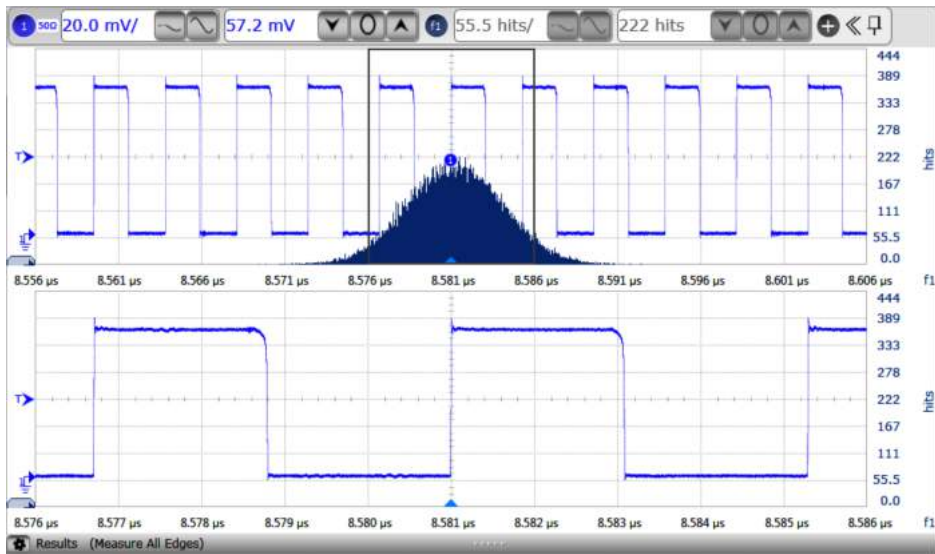 1 50Ω 20.0 mV/ 57.2 mV 0 f1 55.5 hits/ 222 hits 0
444
389
333
278
T 222
1
167
111
55.5
0.0
hits
8.556 µs 8.561 µs 8.566 µs 8.571 µs 8.576 µs 8.581 µs 8.586 µs 8.591 µs 8.596 µs 8.601 µs 8.606 µs f1
444
389
333
278
T 222
167
111
55.5
0.0
hits
8.576 µs 8.577 µs 8.578 µs 8.579 µs 8.580 µs 8.581 µs 8.582 µs 8.583 µs 8.584 µs 8.585 µs 8.586 µs f1
Results (Measure All Edges)